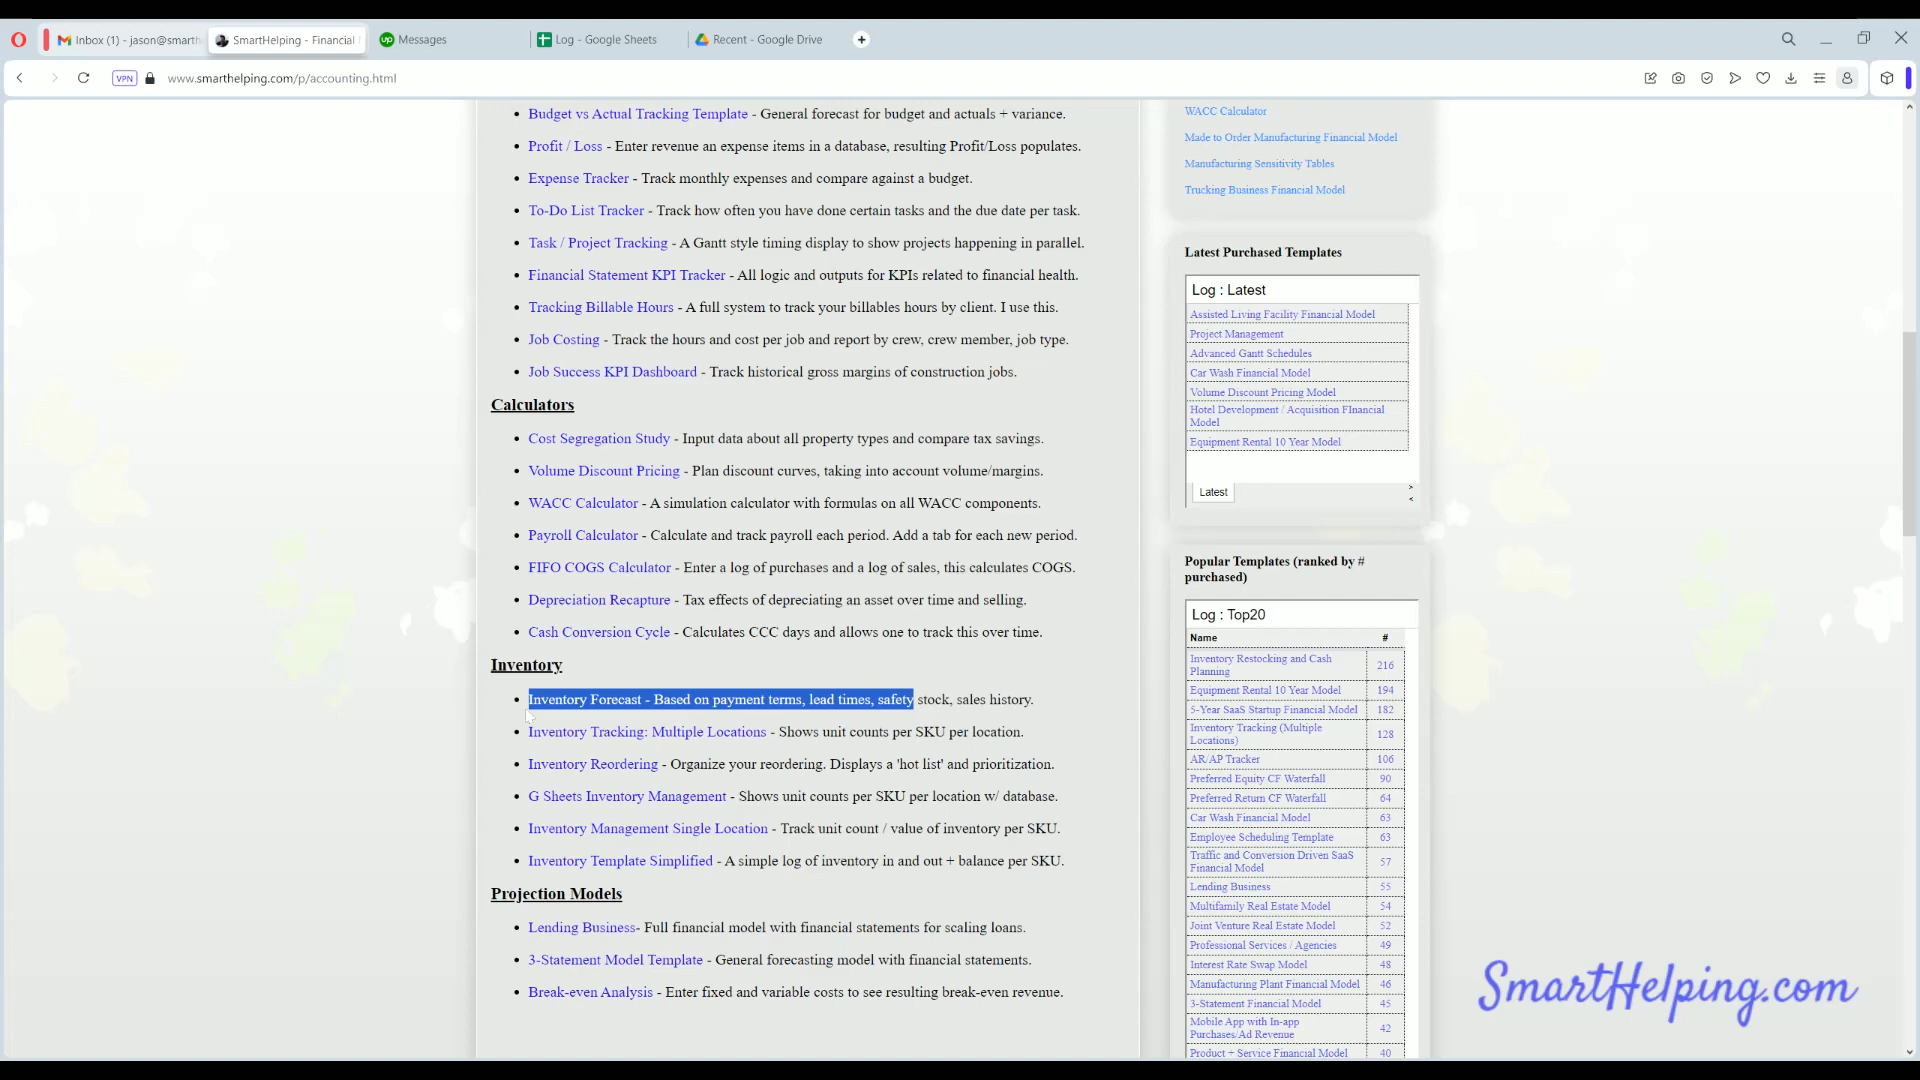 Inbox (1) - jason@smarth
SmartHelping - Financial
Messages
Log - Google Sheets
Recent - Google Drive
VPN
www.smarthelping.com/p/accounting.html
Budget vs Actual Tracking Template - General forecast for budget and actuals + variance.
Profit / Loss - Enter revenue an expense items in a database, resulting Profit/Loss populates.
Expense Tracker - Track monthly expenses and compare against a budget.
To-Do List Tracker - Track how often you have done certain tasks and the due date per task.
Task / Project Tracking - A Gantt style timing display to show projects happening in parallel.
Financial Statement KPI Tracker - All logic and outputs for KPIs related to financial health.
Tracking Billable Hours - A full system to track your billables hours by client. I use this.
Job Costing - Track the hours and cost per job and report by crew, crew member, job type.
Job Success KPI Dashboard - Track historical gross margins of construction jobs.
Calculators
Cost Segregation Study - Input data about all property types and compare tax savings.
Volume Discount Pricing - Plan discount curves, taking into account volume/margins.
WACC Calculator - A simulation calculator with formulas on all WACC components.
Payroll Calculator - Calculate and track payroll each period. Add a tab for each new period.
FIFO COGS Calculator - Enter a log of purchases and a log of sales, this calculates COGS.
Depreciation Recapture - Tax effects of depreciating an asset over time and selling.
Cash Conversion Cycle - Calculates CCC days and allows one to track this over time.
Inventory
Inventory Forecast - Based on payment terms, lead times, safety stock, sales history.
Inventory Tracking: Multiple Locations - Shows unit counts per SKU per location.
Inventory Reordering - Organize your reordering. Displays a 'hot list' and prioritization.
G Sheets Inventory Management - Shows unit counts per SKU per location w/ database.
Inventory Management Single Location - Track unit count / value of inventory per SKU.
Inventory Template Simplified - A simple log of inventory in and out + balance per SKU.
Projection Models
Lending Business- Full financial model with financial statements for scaling loans.
3-Statement Model Template - General forecasting model with financial statements.
Break-even Analysis - Enter fixed and variable costs to see resulting break-even revenue.
WACC Calculator
Made to Order Manufacturing Financial Model
Manufacturing Sensitivity Tables
Trucking Business Financial Model
Latest Purchased Templates
Log : Latest
Assisted Living Facility Financial Model
Project Management
Advanced Gantt Schedules
Car Wash Financial Model
Volume Discount Pricing Model
Hotel Development / Acquisition FInancial
Model
Equipment Rental 10 Year Model
Latest
Popular Templates (ranked by #
purchased)
Log : Top20
Name #
Inventory Restocking and Cash
Planning 216
Equipment Rental 10 Year Model 194
5-Year SaaS Startup Financial Model 182
Inventory Tracking (Multiple
Locations) 128
AR/AP Tracker 106
Preferred Equity CF Waterfall 90
Preferred Return CF Waterfall 64
Car Wash Financial Model 63
Employee Scheduling Template 63
Traffic and Conversion Driven SaaS
Financial Model 57
Lending Business 55
Multifamily Real Estate Model 54
Joint Venture Real Estate Model 52
Professional Services / Agencies 49
Interest Rate Swap Model 48
Manufacturing Plant Financial Model 46
3-Statement Financial Model 45
Mobile App with In-app
Purchases/Ad Revenue 42
Product + Service Financial Model 40
SmartHelping.com